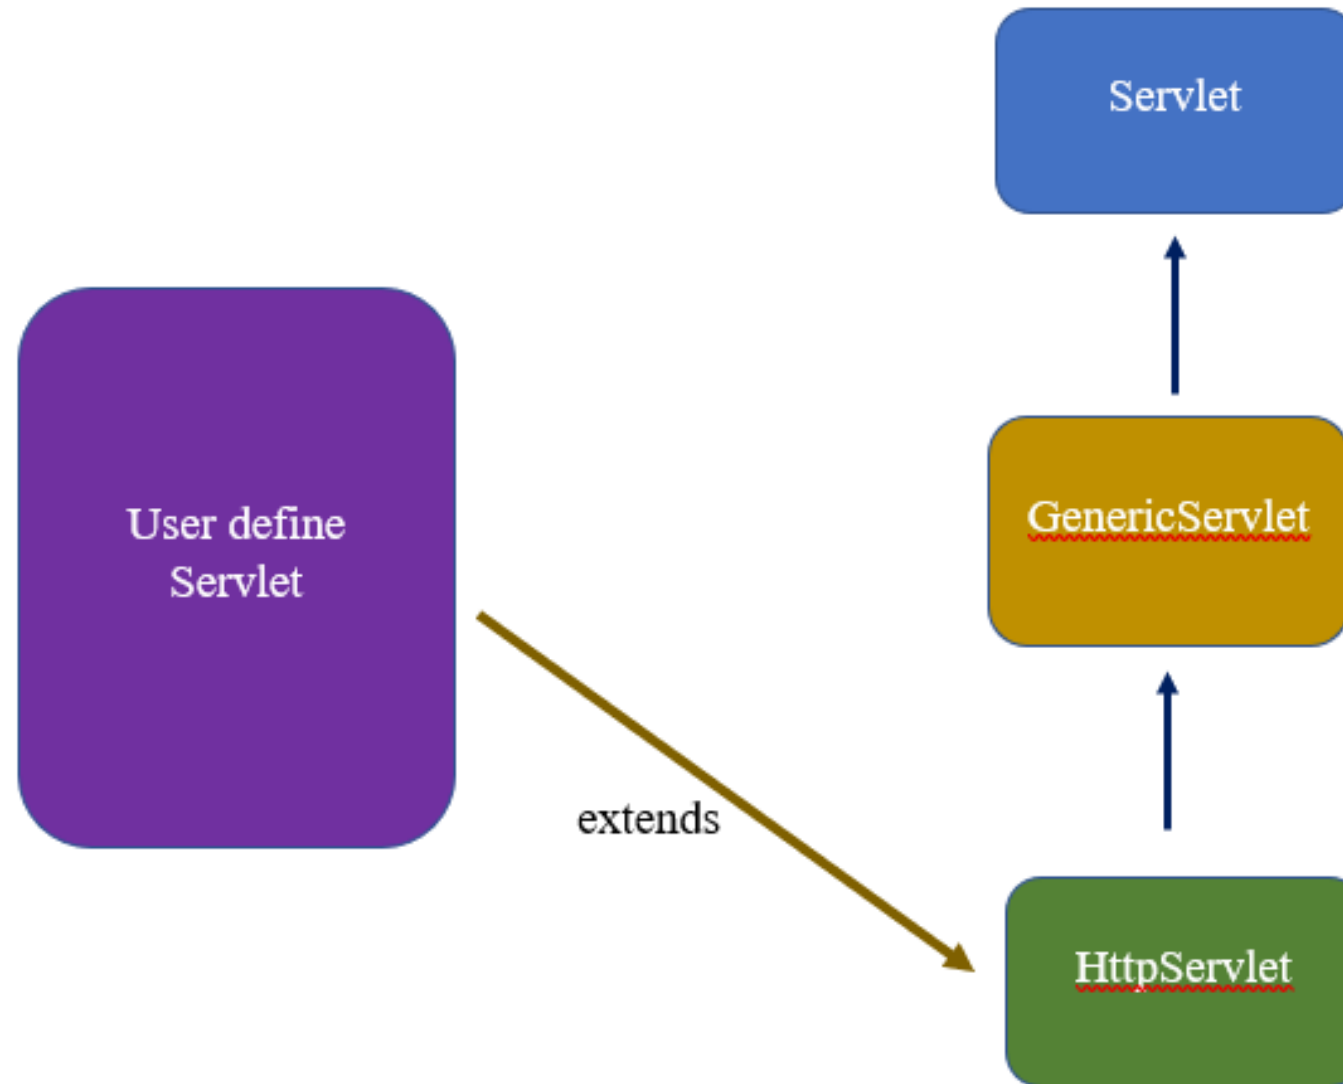 Servlet
User define
Servlet
GenericServlet
extends
HttpServlet